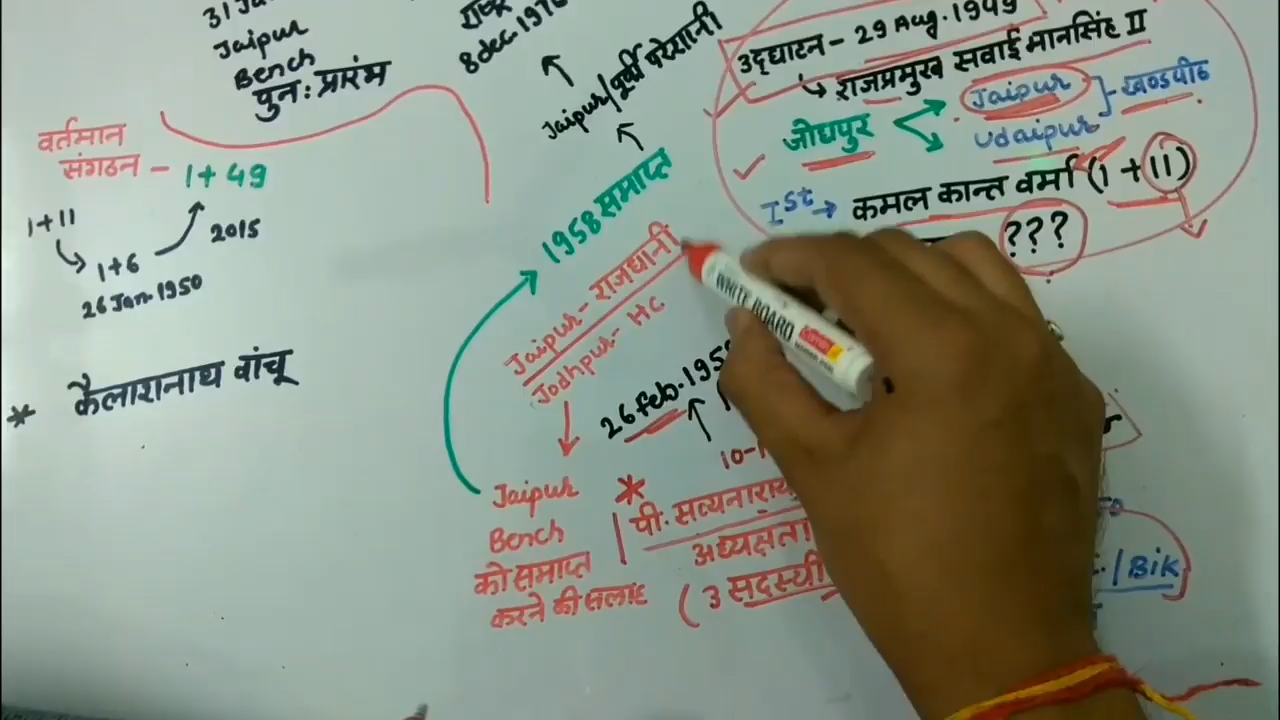 31
Jaipur
Bench
पुनः प्रारंभ
वर्तमान
संगठन - 1+49
1+11
1+6
2015
26 Jan. 1950
* कैलाशनाथ वांचू
8 dec. 1976
Jaipur/पूर्वी परेशानी
1958 समाप्त
Jaipur - राजधानी
Jodhpur - HC
Jaipur
Bench
को समाप्त
करने की सलाह
26 Feb. 195
*
पी. सत्यनाराय
अध्यक्षता
(3 सदस्यी
उद्घाटन - 29 Aug. 1949
राजप्रमुख सवाई मानसिंह II
जोधपुर
Jaipur
Udaipur
खण्डपीठ
Ist → कमल कान्त वर्मा (1+11)
???
/Bik
WHITE BOARD